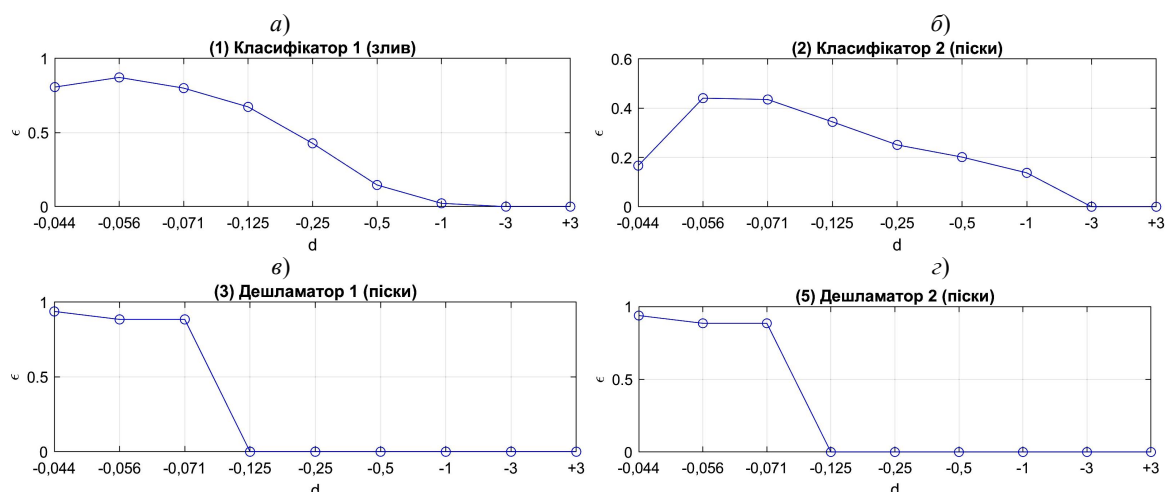 а)
(1) Класифікатор 1 (злив)
1
0.5
0
ϵ
-0,044 -0,056 -0,071 -0,125 -0,25 -0,5 -1 -3 +3
d
б)
(2) Класифікатор 2 (піски)
0.6
0.4
0.2
0
ϵ
-0,044 -0,056 -0,071 -0,125 -0,25 -0,5 -1 -3 +3
d
в)
(3) Дешламатор 1 (піски)
1
0.5
0
ϵ
-0,044 -0,056 -0,071 -0,125 -0,25 -0,5 -1 -3 +3
d
г)
(5) Дешламатор 2 (піски)
1
0.5
0
ϵ
-0,044 -0,056 -0,071 -0,125 -0,25 -0,5 -1 -3 +3
d